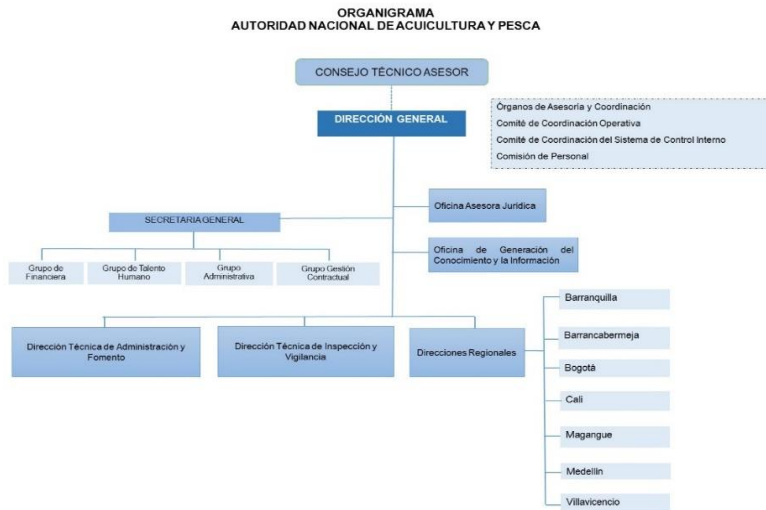 ORGANIGRAMA
AUTORIDAD NACIONAL DE ACUICULTURA Y PESCA
CONSEJO TÉCNICO ASESOR
DIRECCIÓN GENERAL
Órganos de Asesoría y Coordinación
Comité de Coordinación Operativa
Comité de Coordinación del Sistema de Control Interno
Comisión de Personal
Oficina Asesora Jurídica
SECRETARIA GENERAL
Oficina de Generación del
Conocimiento y la Información
Grupo de
Financiera
Grupo de Talento
Humano
Grupo
Administrativa
Grupo Gestión
Contractual
Dirección Técnica de Administración y
Fomento
Dirección Técnica de Inspección y
Vigilancia
Direcciones Regionales
Barranquilla
Barrancabermeja
Bogotá
Cali
Magangue
Medellín
Villavicencio